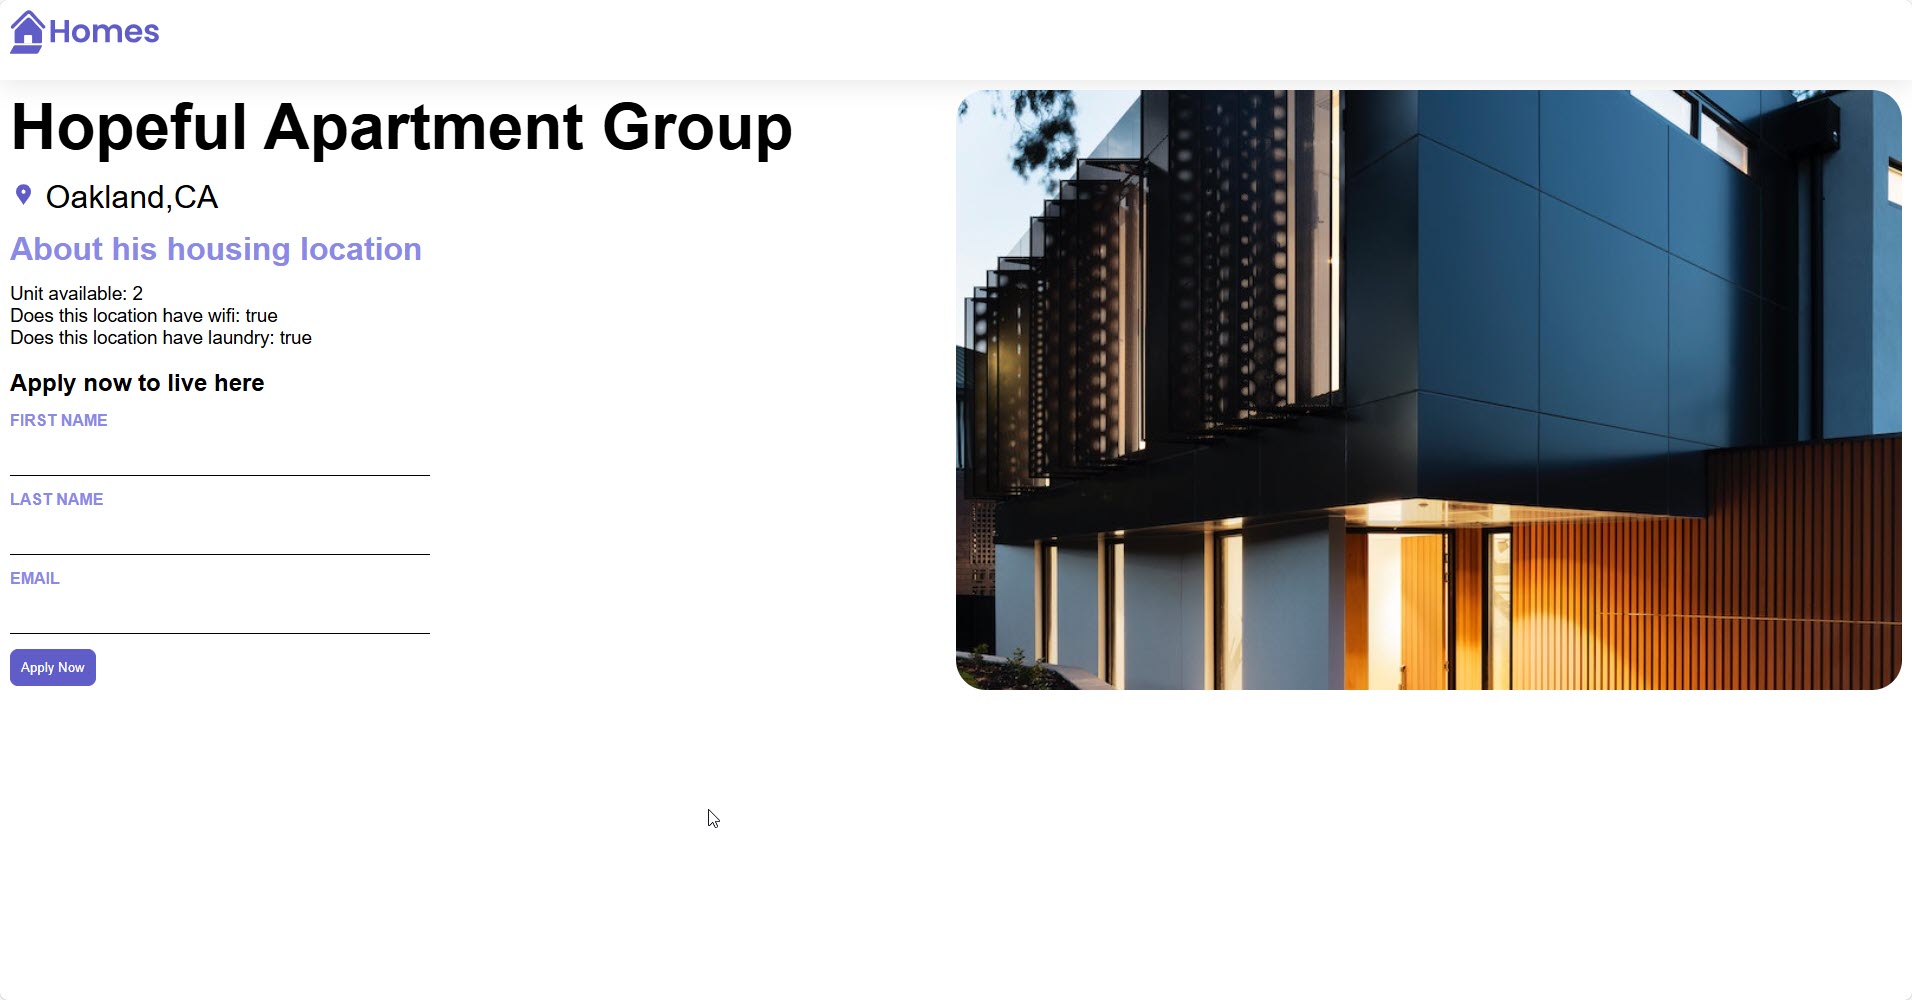 Homes
Hopeful Apartment Group
Oakland,CA
About his housing location
Unit available: 2
Does this location have wifi: true
Does this location have laundry: true
Apply now to live here
FIRST NAME
LAST NAME
EMAIL
Apply Now